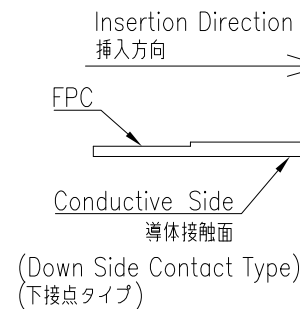 Insertion Direction
挿入方向
FPC
Conductive Side
導体接触面
(Down Side Contact Type)
(下接点タイプ)